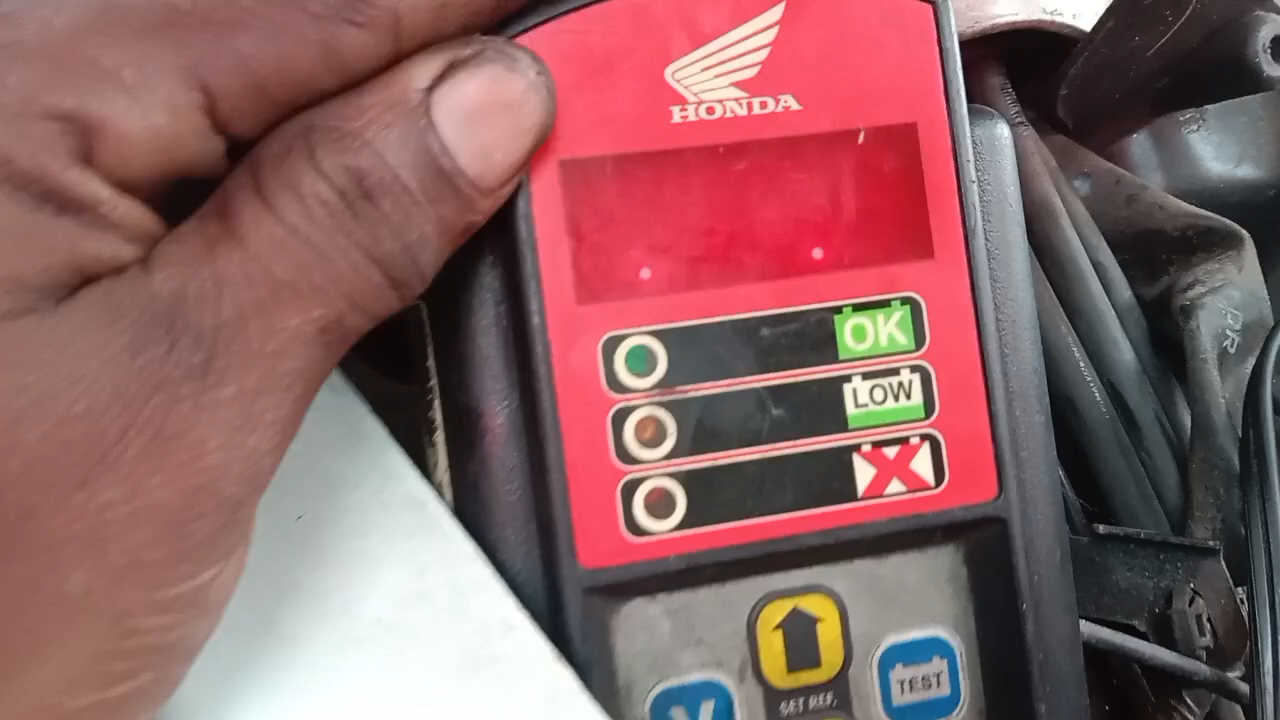 HONDA
OK
LOW
TEST
SET REF.
V